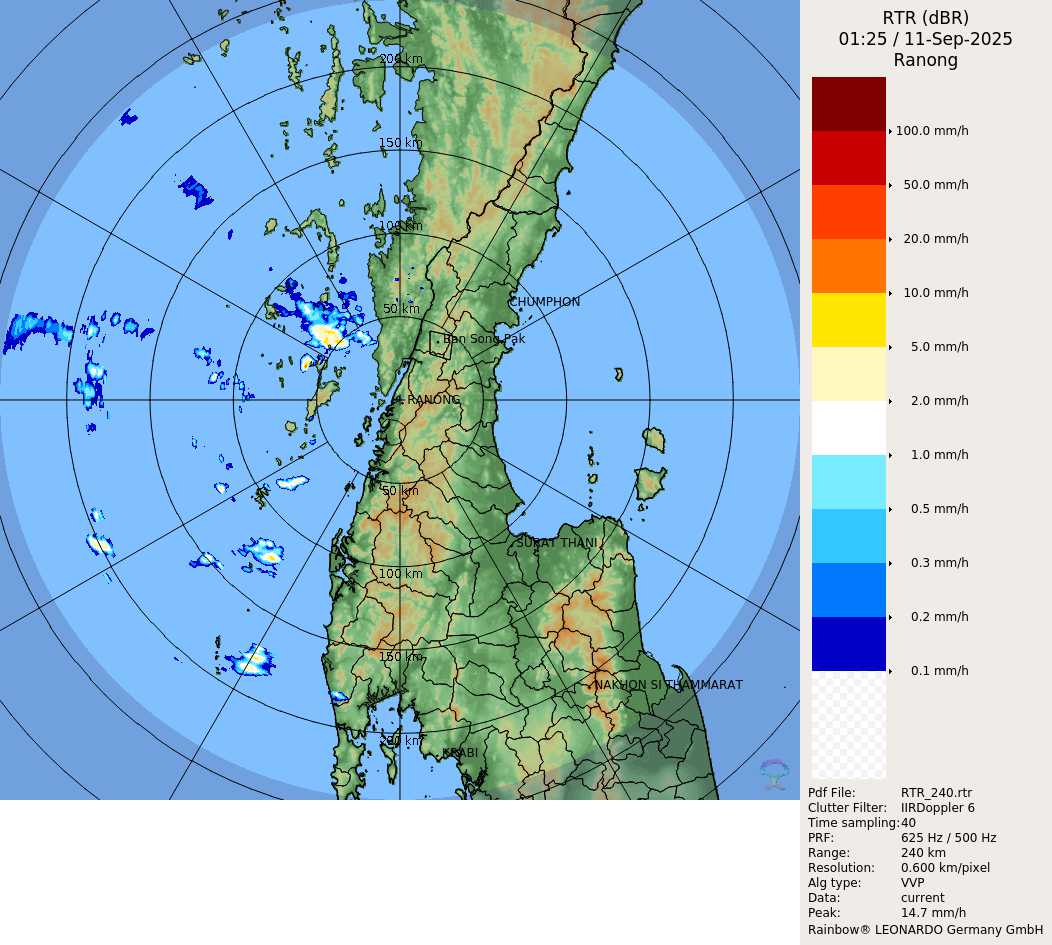 RTR (dBR)
01:25 / 11-Sep-2025
Ranong
200 km
150 km
100 km
50 km
CHUMPHON
Ban Song Pak
RANONG
50 km
SURAT THANI
100 km
150 km
NAKHON SI THAMMARAT
200 km
KRABI
100.0 mm/h
50.0 mm/h
20.0 mm/h
10.0 mm/h
5.0 mm/h
2.0 mm/h
1.0 mm/h
0.5 mm/h
0.3 mm/h
0.2 mm/h
0.1 mm/h
Pdf File: RTR_240.rtr
Clutter Filter: IIRDoppler 6
Time sampling: 40
PRF: 625 Hz / 500 Hz
Range: 240 km
Resolution: 0.600 km/pixel
Alg type: VVP
Data: current
Peak: 14.7 mm/h
Rainbow® LEONARDO Germany GmbH